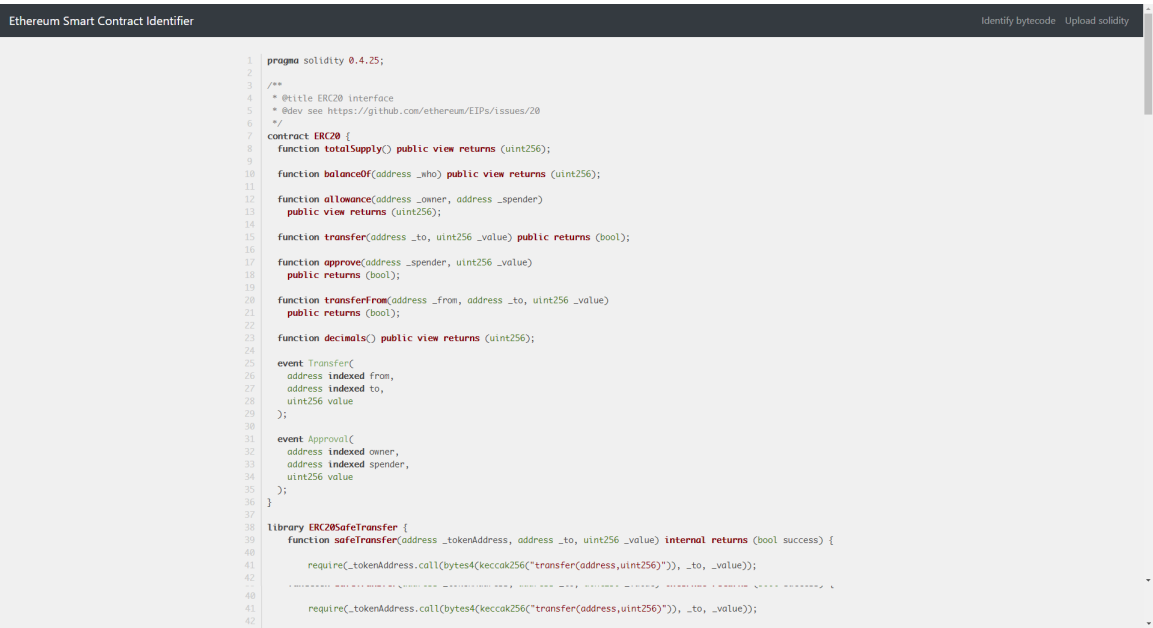 Ethereum Smart Contract Identifier
Identify bytecode Upload solidity
1 pragma solidity 0.4.25;
2
3 /**
4 * @title ERC20 interface
5 * @dev see https://github.com/ethereum/EIPs/issues/20
6 */
7 contract ERC20 {
8 function totalSupply() public view returns (uint256);
9
10 function balanceOf(address _who) public view returns (uint256);
11
12 function allowance(address _owner, address _spender)
13 public view returns (uint256);
14
15 function transfer(address _to, uint256 _value) public returns (bool);
16
17 function approve(address _spender, uint256 _value)
18 public returns (bool);
19
20 function transferFrom(address _from, address _to, uint256 _value)
21 public returns (bool);
22
23 function decimals() public view returns (uint256);
24
25 event Transfer(
26 address indexed from,
27 address indexed to,
28 uint256 value
29 );
30
31 event Approval(
32 address indexed owner,
33 address indexed spender,
34 uint256 value
35 );
36 }
37
38 library ERC20SafeTransfer {
39 function safeTransfer(address _tokenAddress, address _to, uint256 _value) internal returns (bool success) {
40
41 require(_tokenAddress.call(bytes4(keccak256("transfer(address,uint256)")), _to, _value));
42
40
41 require(_tokenAddress.call(bytes4(keccak256("transfer(address,uint256)")), _to, _value));
42